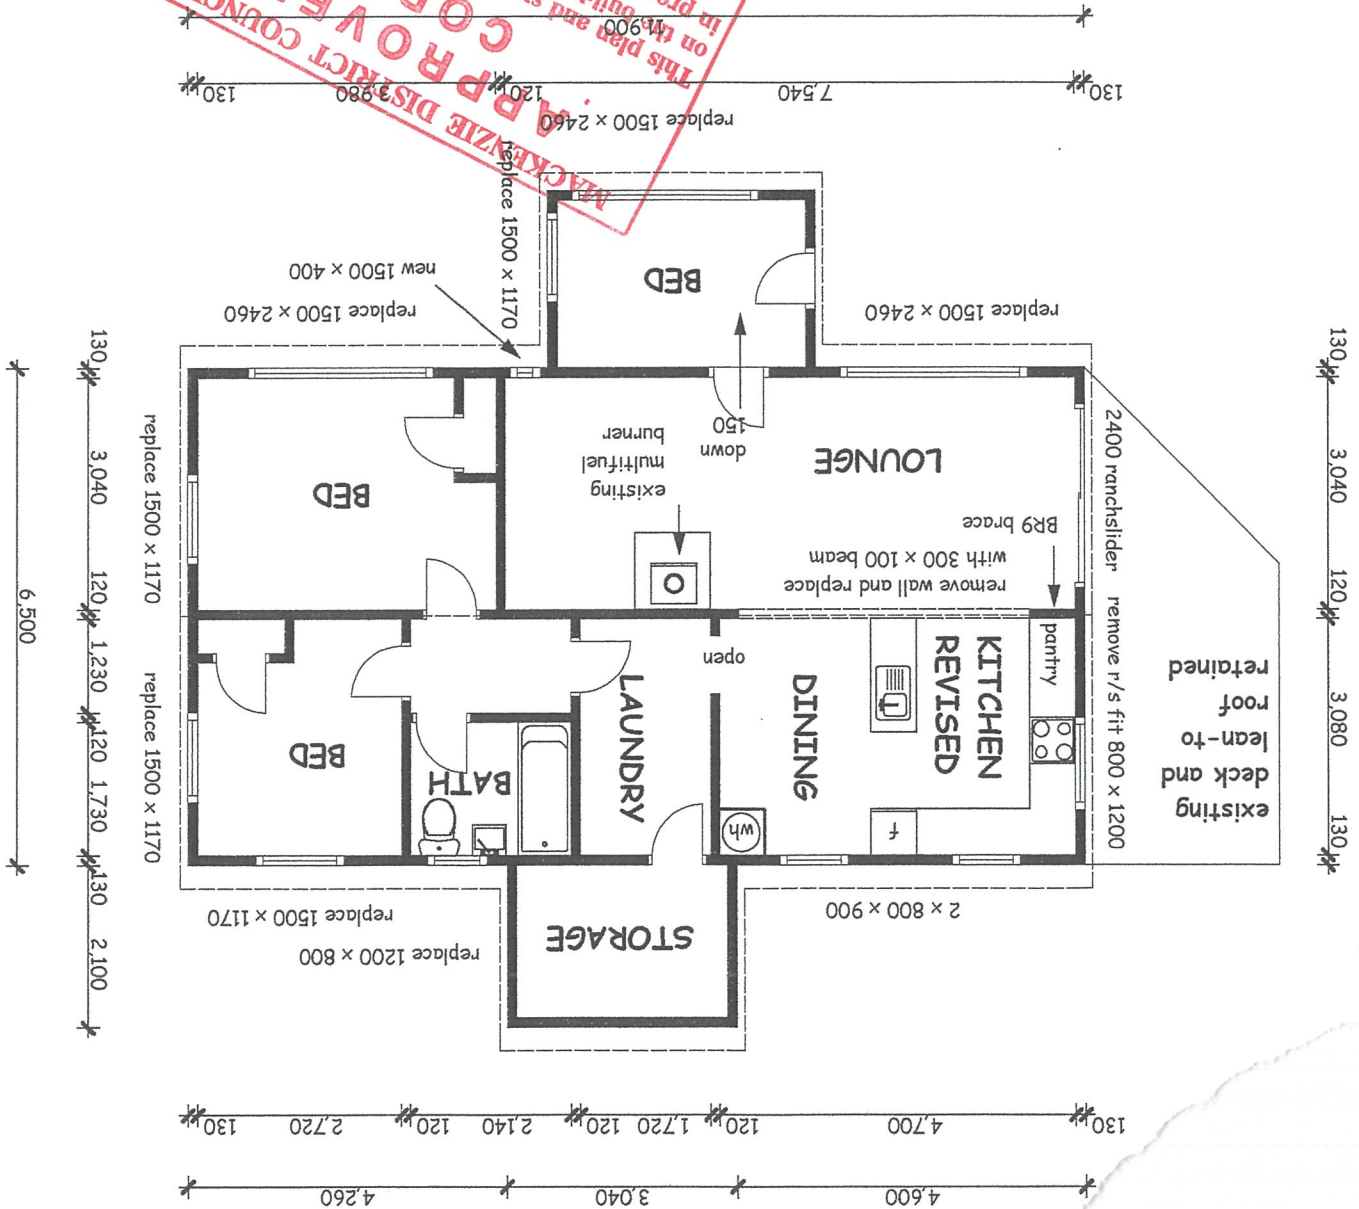 4,600
3,040
4,260
130
4,700
120
1,720
120
2,140
120
2,720
130
replace 1200 x 800
replace 1500 x 1170
2 x 800 x 900
STORAGE
existing
deck and
lean-to
roof
retained
KITCHEN
REVISED
DINING
LAUNDRY
BATH
BED
pantry
f
wh
open
remove wall and replace
with 300 x 100 beam
BR9 brace
existing
multifuel
burner
down
150
LOUNGE
BED
BED
2400 ranchslider
remove r/s fit 800 x 1200
replace 1500 x 1170
replace 1500 x 1170
replace 1500 x 2460
replace 1500 x 2460
new 1500 x 400
replace 1500 x 1170
replace 1500 x 2460
130
3,040
120
3,080
130
130
3,040
120
1,230
120
1,730
130
2,100
6,500
130
7,540
120
3,980
130
11,900
MACKENZIE DISTRICT
APPROVE
This plan and
on the
in